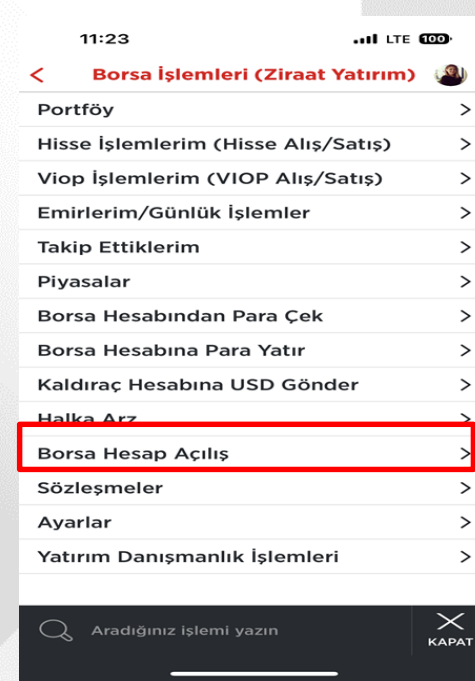 11:23
LTE 100
Borsa İşlemleri (Ziraat Yatırım)
Portföy
Hisse İşlemlerim (Hisse Alış/Satış)
Viop İşlemlerim (VIOP Alış/Satış)
Emirlerim/Günlük İşlemler
Takip Ettiklerim
Piyasalar
Borsa Hesabından Para Çek
Borsa Hesabına Para Yatır
Kaldıraç Hesabına USD Gönder
Halka Arz
Borsa Hesap Açılış
Sözleşmeler
Ayarlar
Yatırım Danışmanlık İşlemleri
Aradığınız işlemi yazın
KAPAT